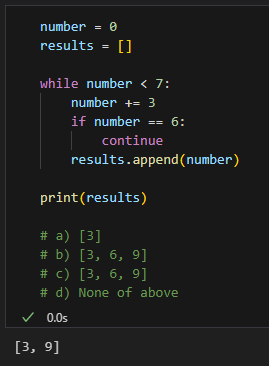 number = 0
results = []
while number < 7:
    number += 3
    if number == 6:
        continue
    results.append(number)
print(results)
# a) [3]
# b) [3, 6, 9]
# c) [3, 6, 9]
# d) None of above
✓ 0.0s
[3, 9]